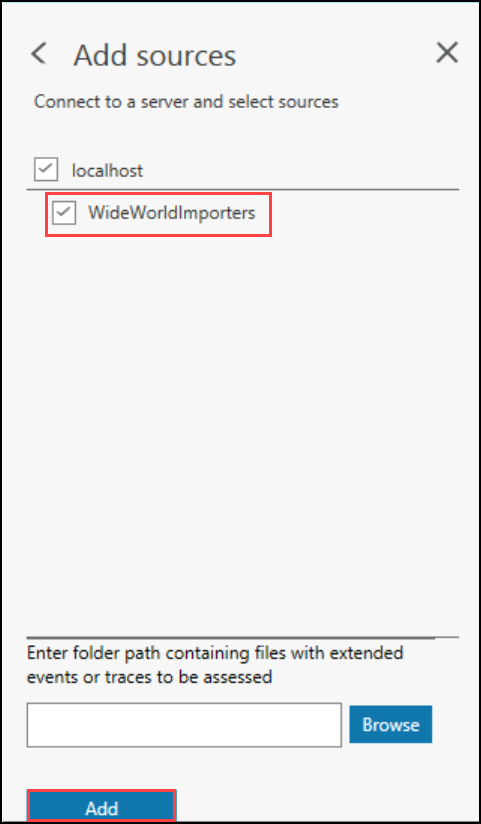 Add sources
Connect to a server and select sources
localhost
WideWorldImporters
Enter folder path containing files with extended
events or traces to be assessed
Browse
Add